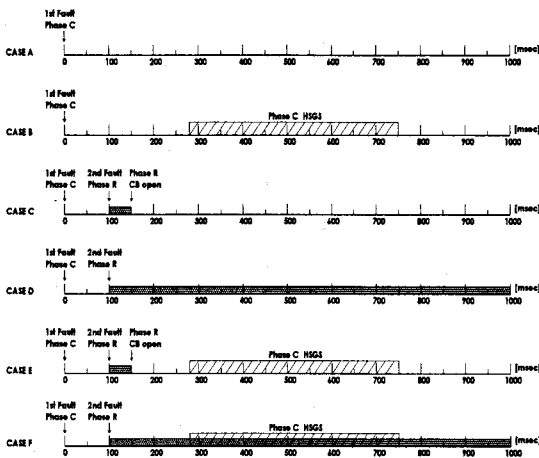 1st Fault
Phase C
CASE A
[msec]
0 100 200 300 400 500 600 700 800 900 1000
1st Fault
Phase C
Phase C HSGS
CASE B
[msec]
0 100 200 300 400 500 600 700 800 900 1000
1st Fault 2nd Fault Phase R
Phase C Phase R CB open
CASE C
[msec]
0 100 200 300 400 500 600 700 800 900 1000
1st Fault 2nd Fault
Phase C Phase R
CASE D
[msec]
0 100 200 300 400 500 600 700 800 900 1000
1st Fault 2nd Fault Phase R
Phase C Phase R CB open
Phase C HSGS
CASE E
[msec]
0 100 200 300 400 500 600 700 800 900 1000
1st Fault 2nd Fault
Phase C Phase R
Phase C HSGS
CASE F
[msec]
0 100 200 300 400 500 600 700 800 900 1000